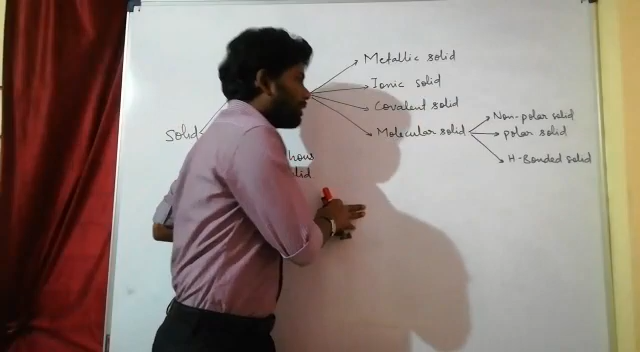 Metallic solid
Ionic solid
Covalent solid
Molecular solid
Non-polar solid
polar solid
H-Bonded solid
Solid